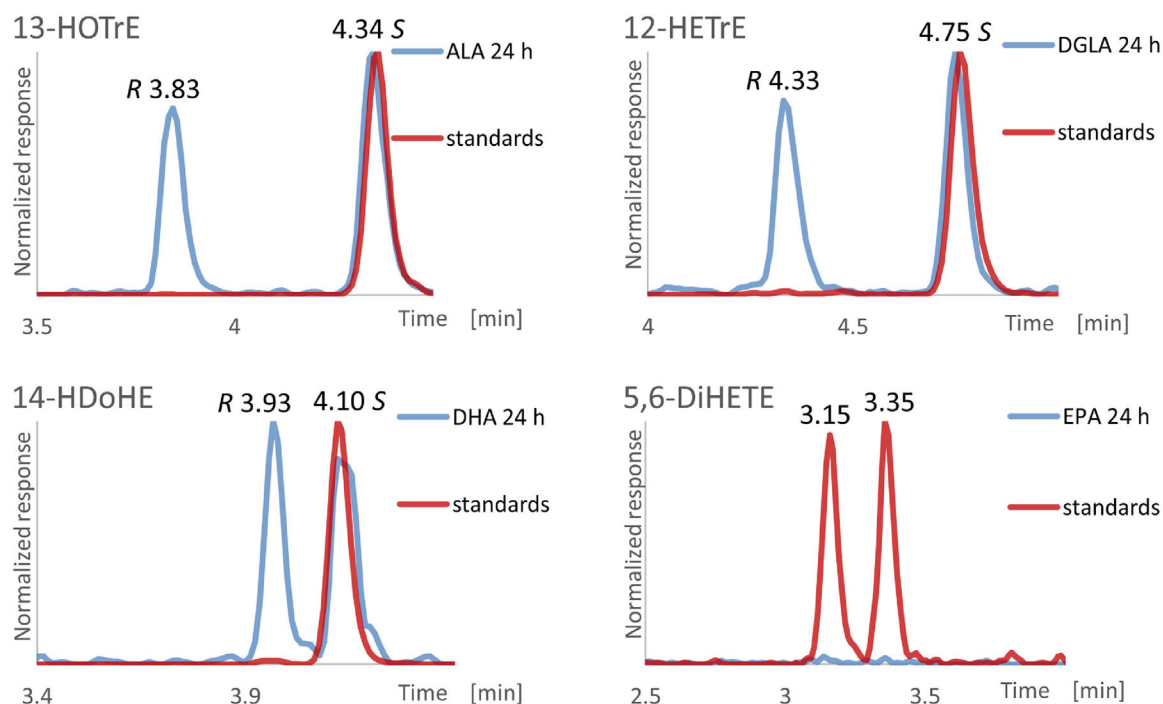 13-HOTrE
4.34 S
ALA 24 h
R 3.83
standards
Normalized response
3.5
4
Time [min]
12-HETrE
4.75 S
DGLA 24 h
R 4.33
standards
Normalized response
4
4.5
Time [min]
14-HDoHE
R 3.93
4.10 S
DHA 24 h
standards
Normalized response
3.4
3.9
Time [min]
5,6-DiHETE
3.15
3.35
EPA 24 h
standards
Normalized response
2.5
3
3.5
Time [min]